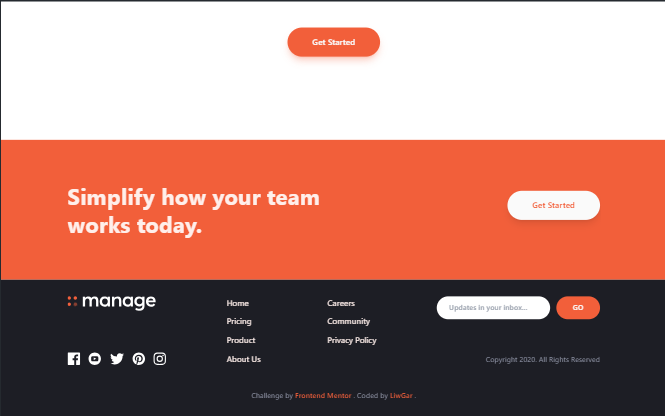 Get Started
Simplify how your team
works today.
Get Started
manage
Home
Pricing
Product
About Us
Careers
Community
Privacy Policy
Updates in your inbox...
GO
Copyright 2020. All Rights Reserved
Challenge by Frontend Mentor . Coded by LiwGar .